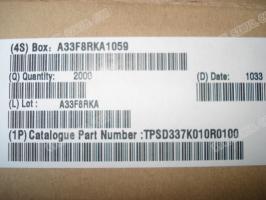 (4S) Box: A33F8RKA1059
(Q) Quantity: 2000 (D) Date: 1033
(L) Lot : A33F8RKA
(1P) Catalogue Part Number :TPSD337K010R0100